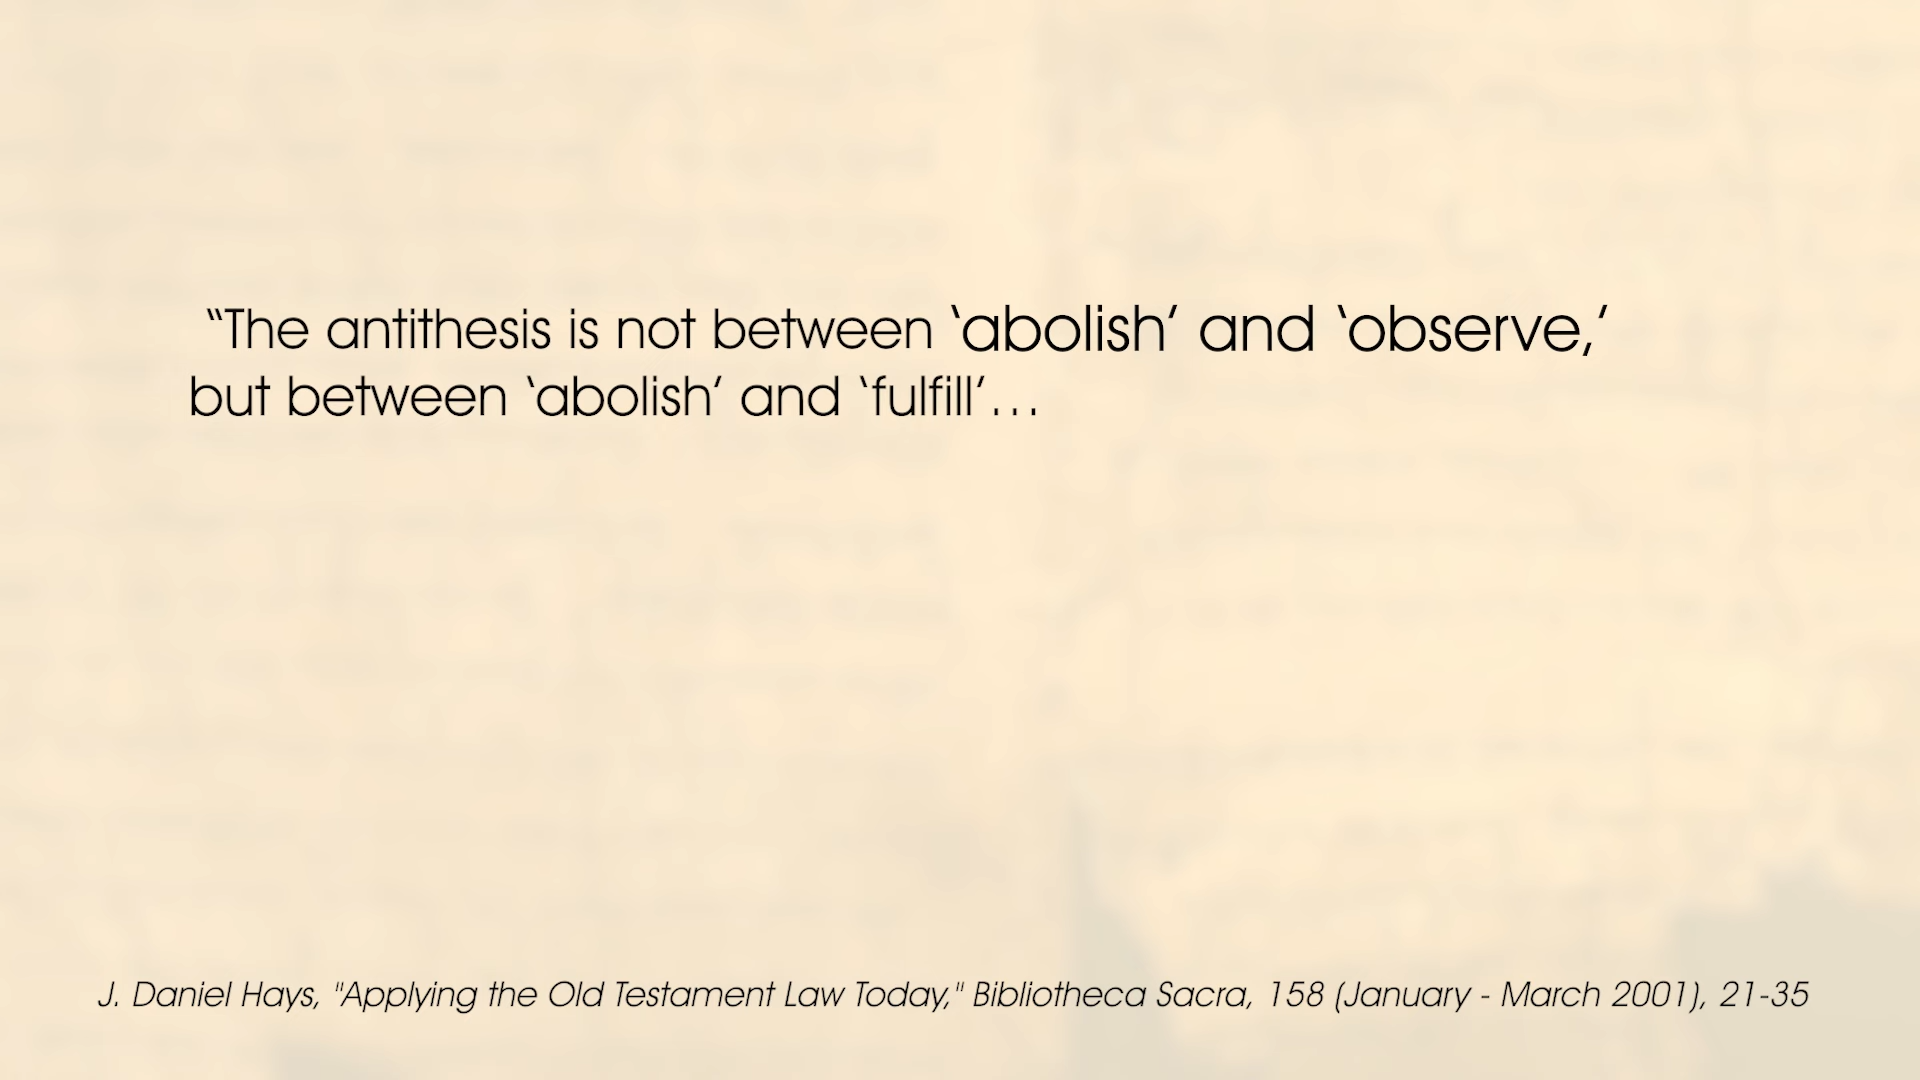 “The antithesis is not between ‘abolish’ and ‘observe,’
but between ‘abolish’ and ‘fulfill’…
J. Daniel Hays, "Applying the Old Testament Law Today," Bibliotheca Sacra, 158 (January - March 2001), 21-35